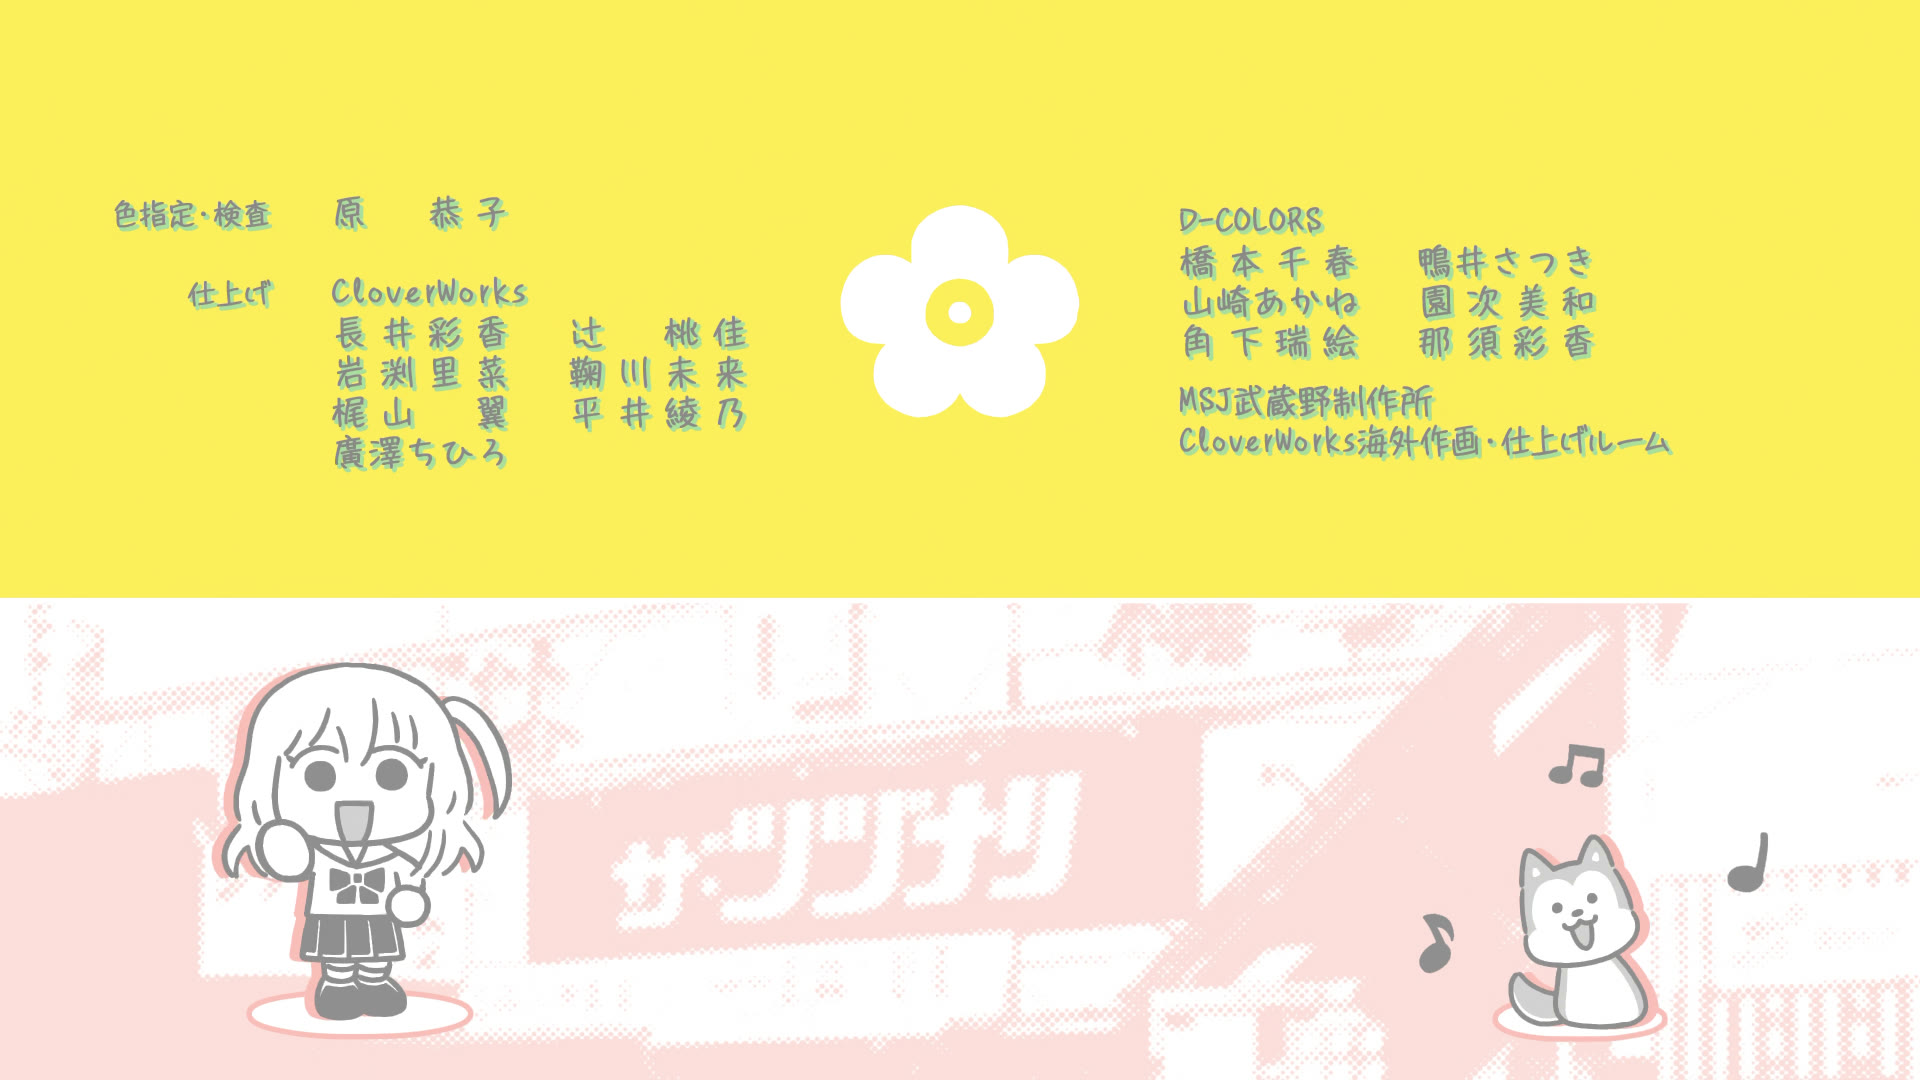 色指定・検査 原 恭子
仕上げ CloverWorks
長井彩香 辻 桃佳
岩渕里菜 鞠川未来
梶山 翼 平井綾乃
廣澤ちひろ
D-COLORS
橋本千春 鴨井さつき
山崎あかね 園次美和
角下瑞絵 那須彩香
MSJ武蔵野制作所
CloverWorks海外作画・仕上げルーム